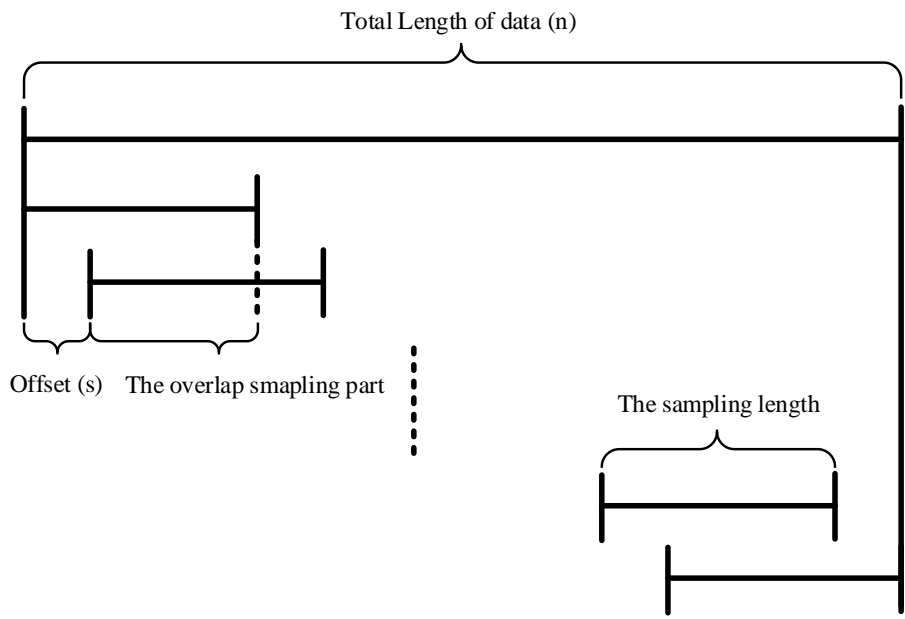 Total Length of data (n)
Offset (s)
The overlap smapling part
The sampling length